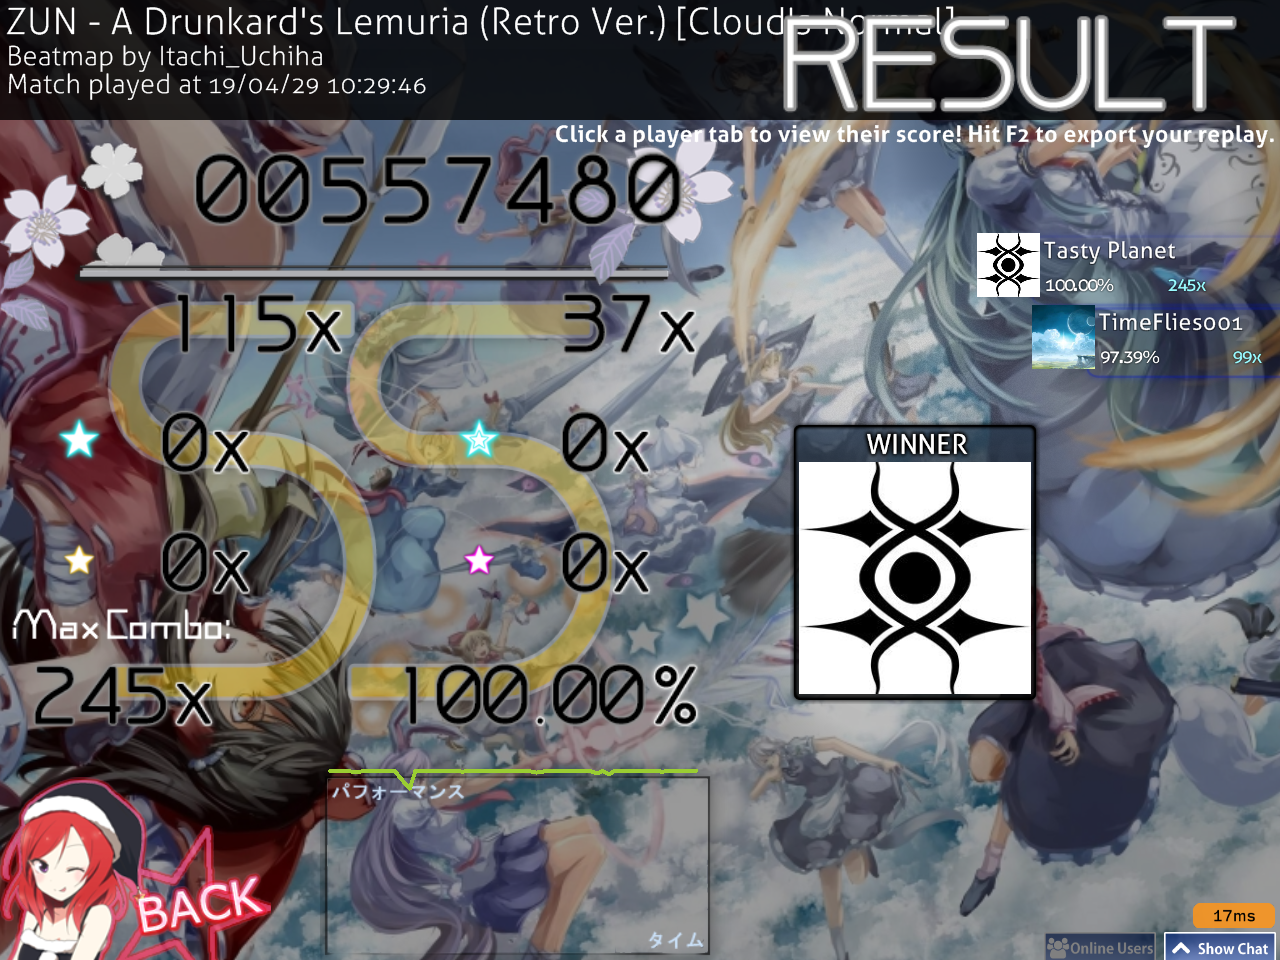 ZUN - A Drunkard's Lemuria (Retro Ver.) [Cloud's Normal]
RESULT
Beatmap by Itachi_Uchiha
Match played at 19/04/29 10:29:46
Click a player tab to view their score! Hit F2 to export your replay.
00557480
Tasty Planet
100.00% 245x
115x 37x
TimeFlies001
97.39% 99x
0x 0x
WINNER
0x 0x
Max Combo:
245x 100.00%
パフォーマンス
BACK
タイム
17ms
Online Users
Show Chat